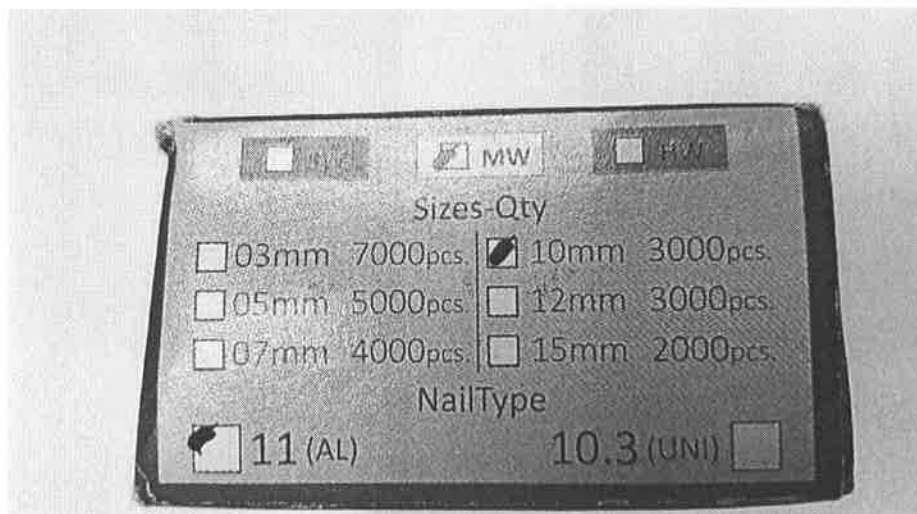 MW
Sizes-Qty
03mm 7000pcs. 10mm 3000pcs.
05mm 5000pcs. 12mm 3000pcs.
07mm 4000pcs. 15mm 2000pcs.
NailType
11 (AL) 10.3 (UNI)